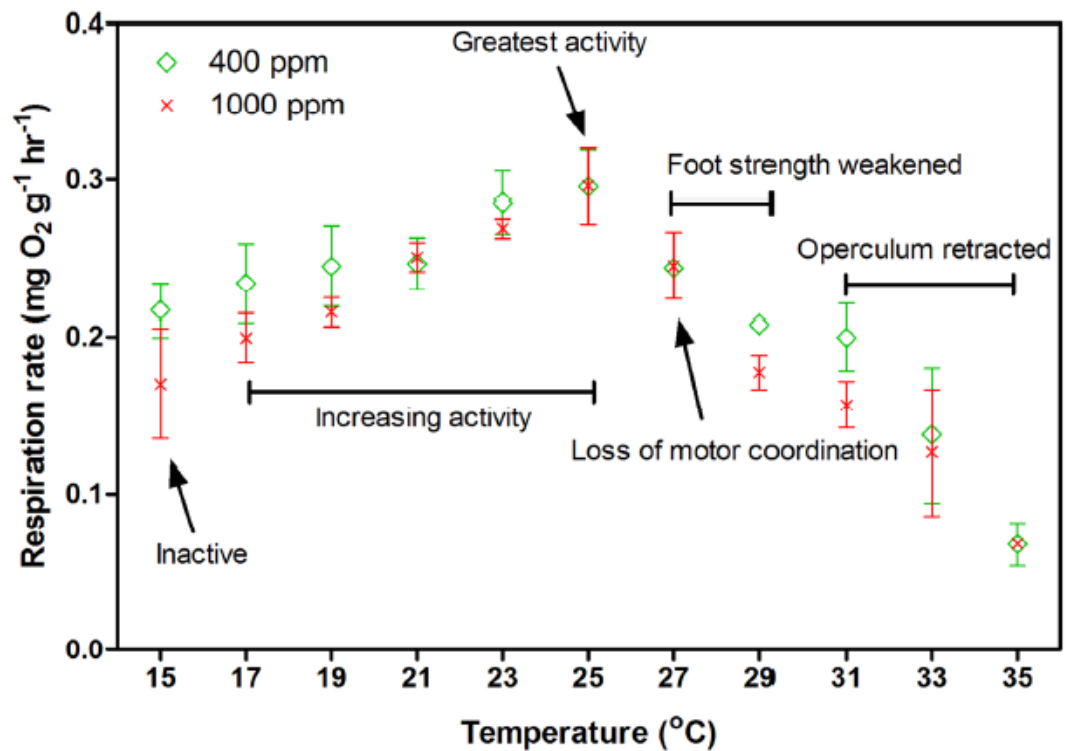 0.4
0.3
0.2
0.1
0.0
Respiration rate (mg O₂ g⁻¹ hr⁻¹)
400 ppm
1000 ppm
Greatest activity
Foot strength weakened
Operculum retracted
Increasing activity
Loss of motor coordination
Inactive
15 17 19 21 23 25 27 29 31 33 35
Temperature (°C)